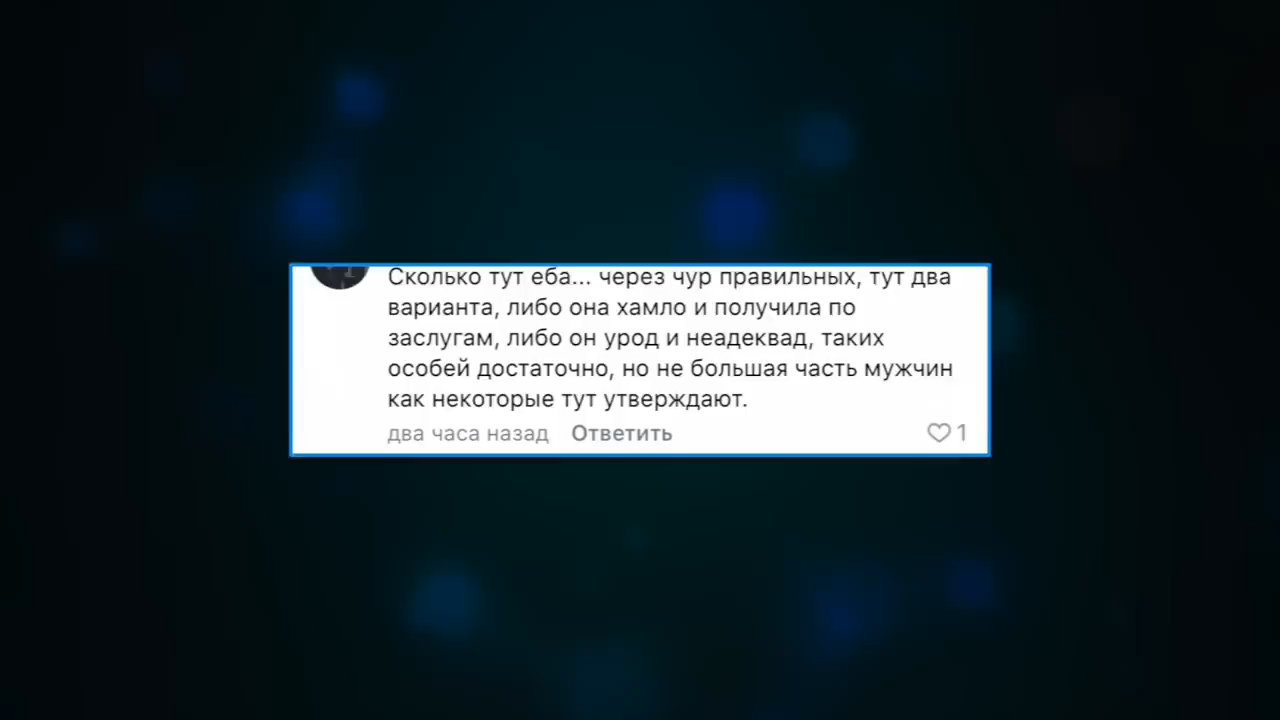 Сколько тут еба... через чур правильных, тут два
варианта, либо она хамло и получила по
заслугам, либо он урод и неадеквад, таких
особей достаточно, но не большая часть мужчин
как некоторые тут утверждают.
два часа назад Ответить 1